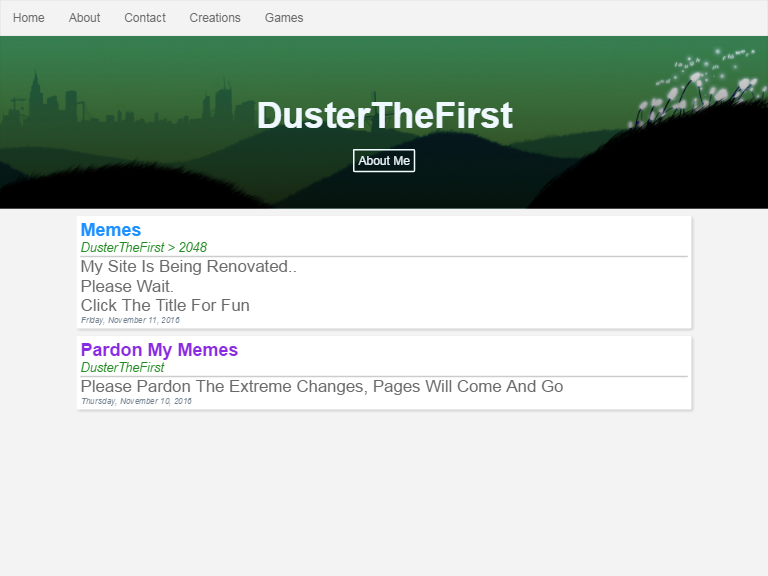 Home About Contact Creations Games
DusterTheFirst
About Me
Memes
DusterTheFirst > 2048
My Site Is Being Renovated..
Please Wait.
Click The Title For Fun
Friday, November 11, 2016
Pardon My Memes
DusterTheFirst
Please Pardon The Extreme Changes, Pages Will Come And Go
Thursday, November 10, 2016